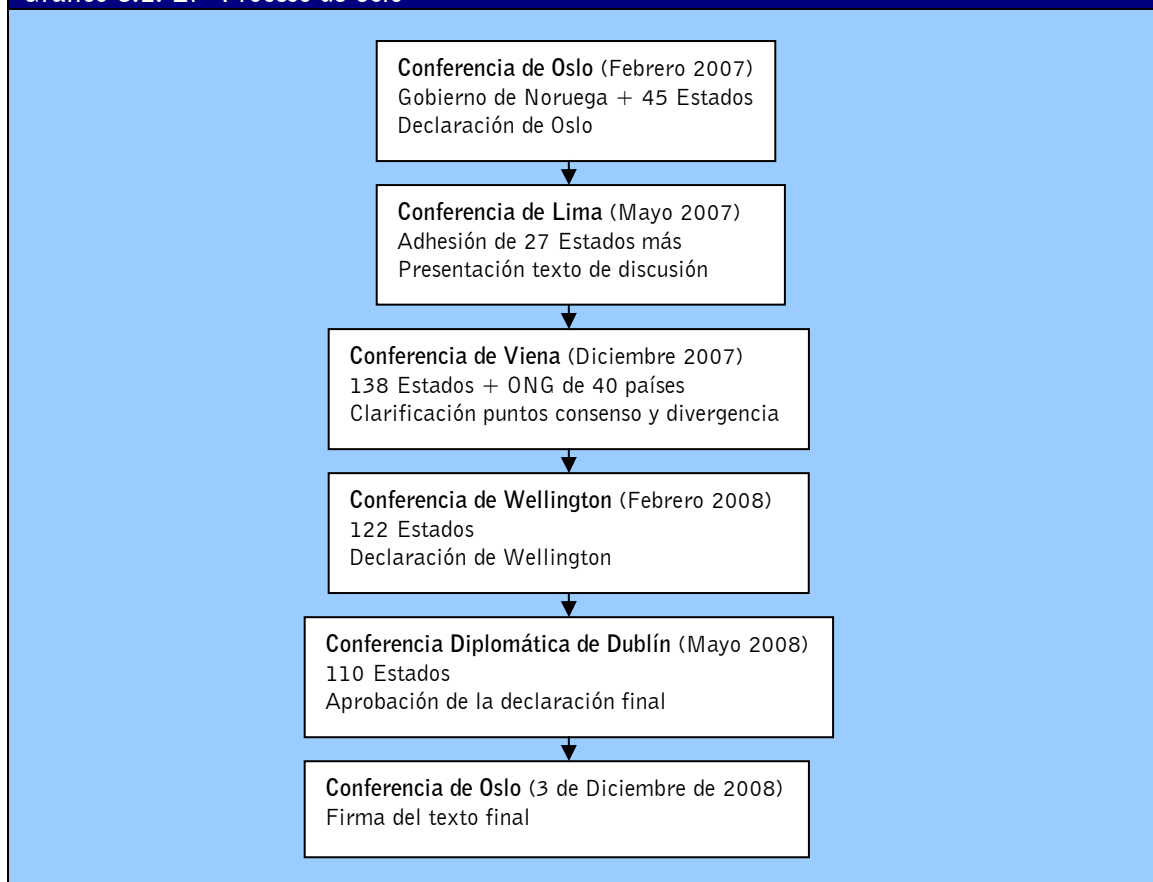 Conferencia de Oslo (Febrero 2007)
Gobierno de Noruega + 45 Estados
Declaración de Oslo
Conferencia de Lima (Mayo 2007)
Adhesión de 27 Estados más
Presentación texto de discusión
Conferencia de Viena (Diciembre 2007)
138 Estados + ONG de 40 países
Clarificación puntos consenso y divergencia
Conferencia de Wellington (Febrero 2008)
122 Estados
Declaración de Wellington
Conferencia Diplomática de Dublín (Mayo 2008)
110 Estados
Aprobación de la declaración final
Conferencia de Oslo (3 de Diciembre de 2008)
Firma del texto final